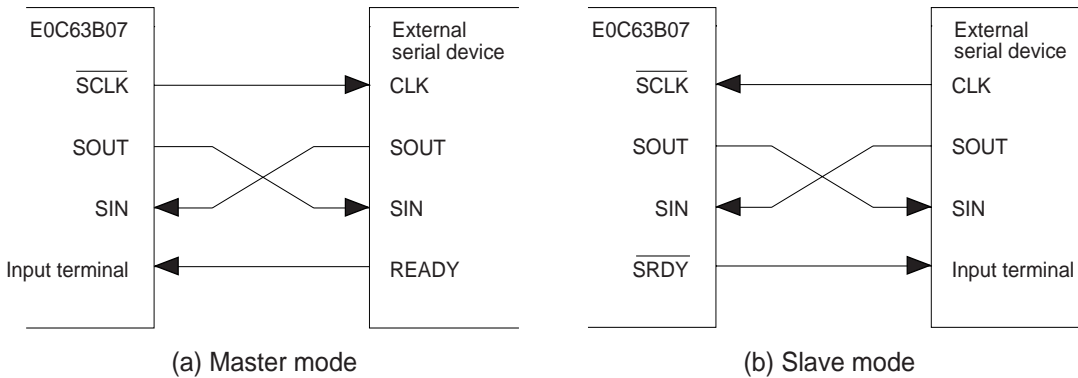 E0C63B07
External
serial device
SCLK
CLK
SOUT
SOUT
SIN
SIN
Input terminal
READY
(a) Master mode
E0C63B07
External
serial device
SCLK
CLK
SOUT
SOUT
SIN
SIN
SRDY
Input terminal
(b) Slave mode